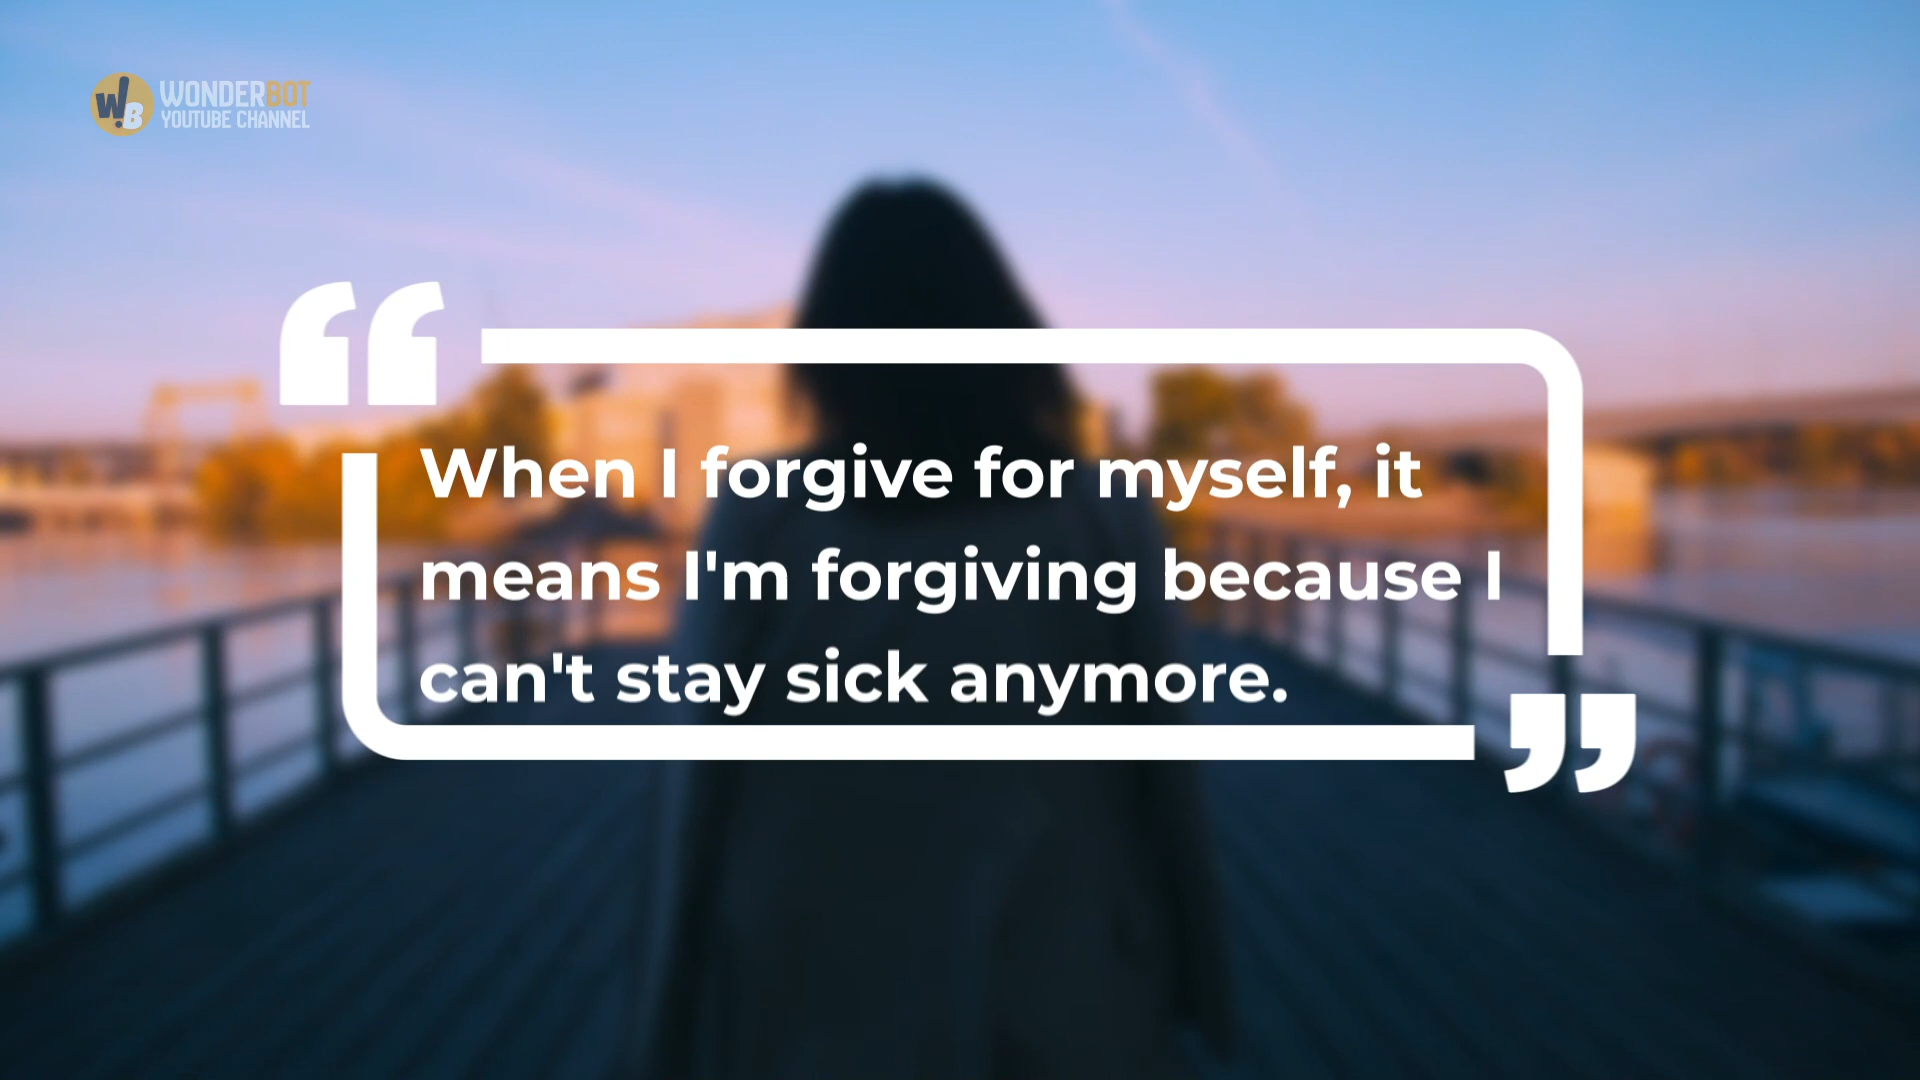 W!B WONDERBOT
YOUTUBE CHANNEL
“
When I forgive for myself, it
means I'm forgiving because I
can't stay sick anymore.
”